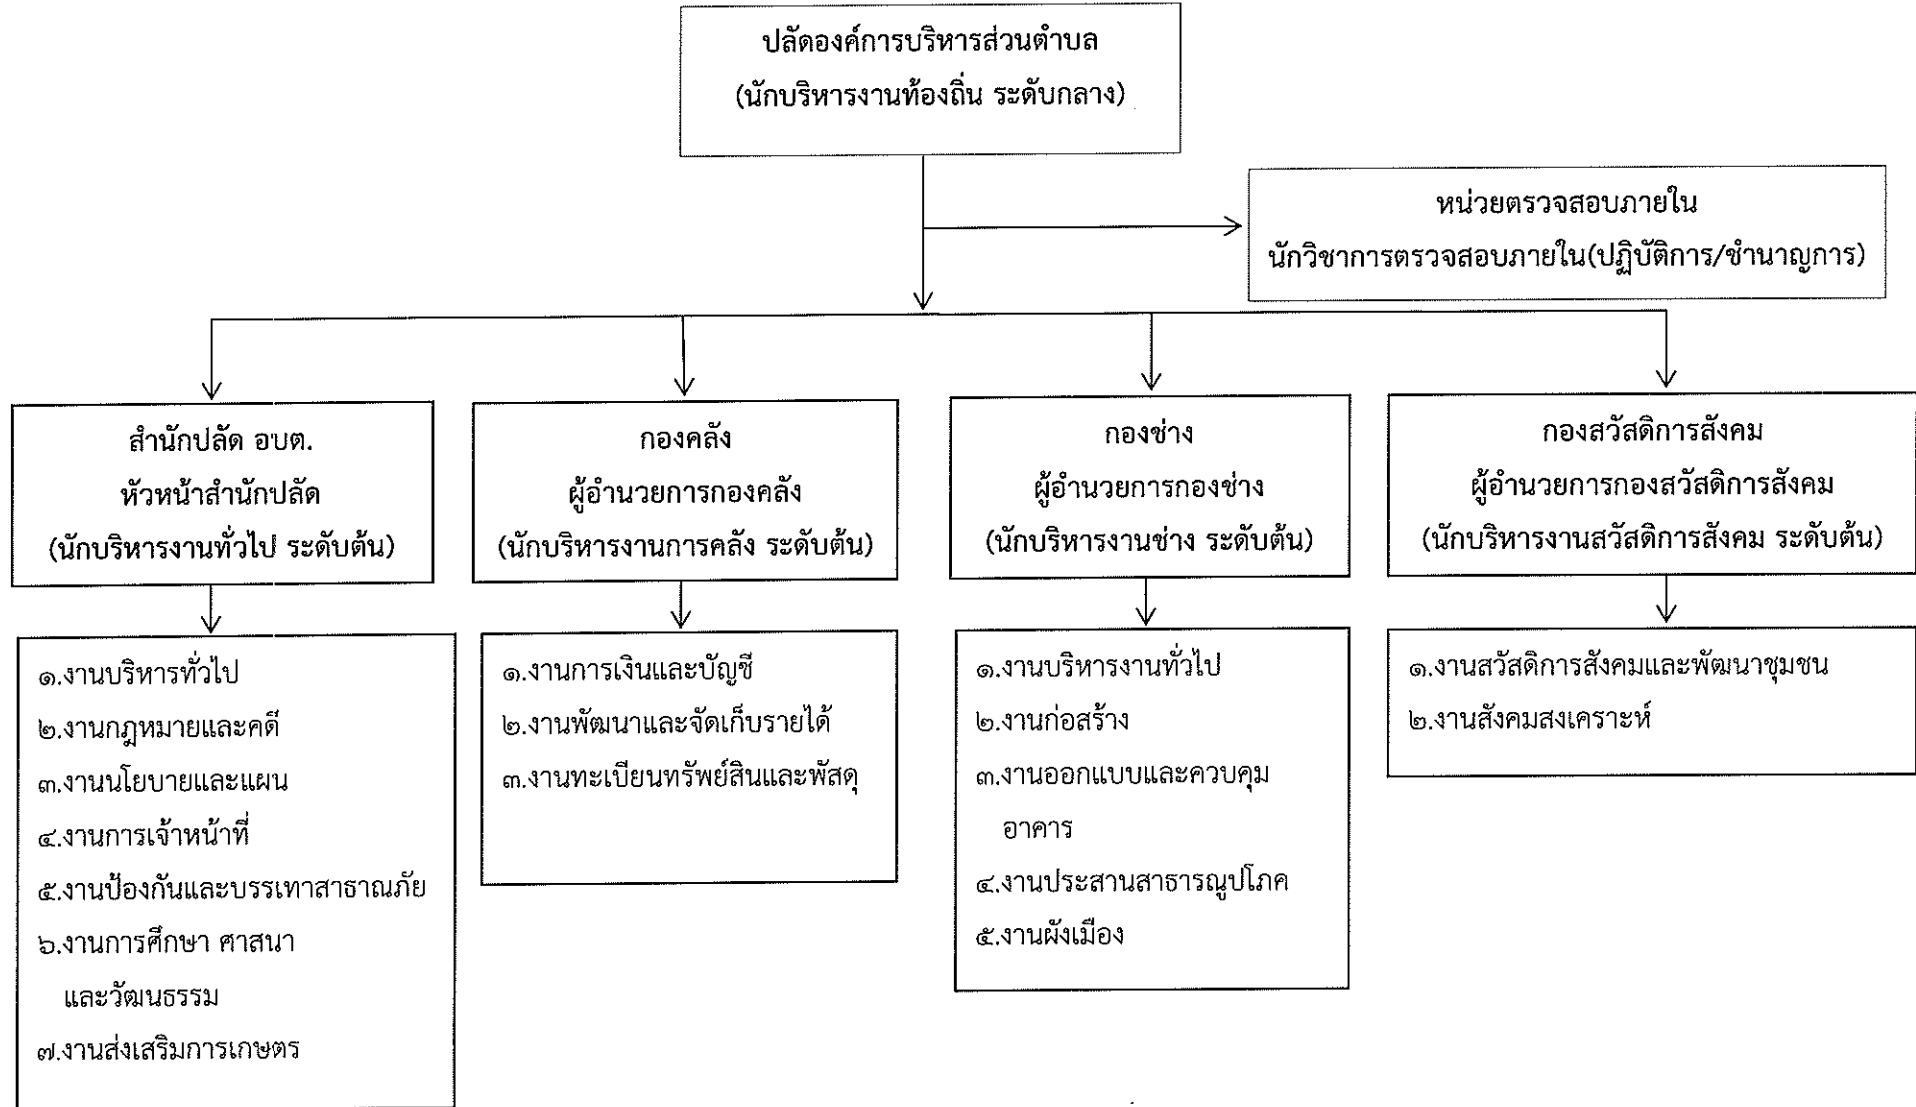 ปลัดองค์การบริหารส่วนตำบล
(นักบริหารงานท้องถิ่น ระดับกลาง)
หน่วยตรวจสอบภายใน
นักวิชาการตรวจสอบภายใน(ปฏิบัติการ/ชำนาญการ)
สำนักปลัด อบต.
หัวหน้าสำนักปลัด
(นักบริหารงานทั่วไป ระดับต้น)
กองคลัง
ผู้อำนวยการกองคลัง
(นักบริหารงานการคลัง ระดับต้น)
กองช่าง
ผู้อำนวยการกองช่าง
(นักบริหารงานช่าง ระดับต้น)
กองสวัสดิการสังคม
ผู้อำนวยการกองสวัสดิการสังคม
(นักบริหารงานสวัสดิการสังคม ระดับต้น)
๑.งานบริหารทั่วไป
๒.งานกฎหมายและคดี
๓.งานนโยบายและแผน
๔.งานการเจ้าหน้าที่
๕.งานป้องกันและบรรเทาสาธาณภัย
๖.งานการศึกษา ศาสนา
และวัฒนธรรม
๗.งานส่งเสริมการเกษตร
๑.งานการเงินและบัญชี
๒.งานพัฒนาและจัดเก็บรายได้
๓.งานทะเบียนทรัพย์สินและพัสดุ
๑.งานบริหารงานทั่วไป
๒.งานก่อสร้าง
๓.งานออกแบบและควบคุม
อาคาร
๔.งานประสานสาธารณูปโภค
๕.งานผังเมือง
๑.งานสวัสดิการสังคมและพัฒนาชุมชน
๒.งานสังคมสงเคราะห์